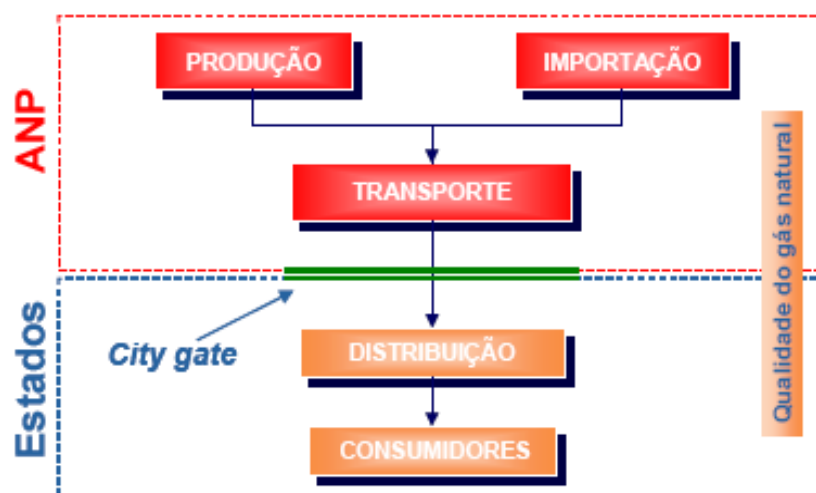 ANP
PRODUÇÃO
IMPORTAÇÃO
TRANSPORTE
Qualidade do gás natural
City gate
Estados
DISTRIBUIÇÃO
CONSUMIDORES